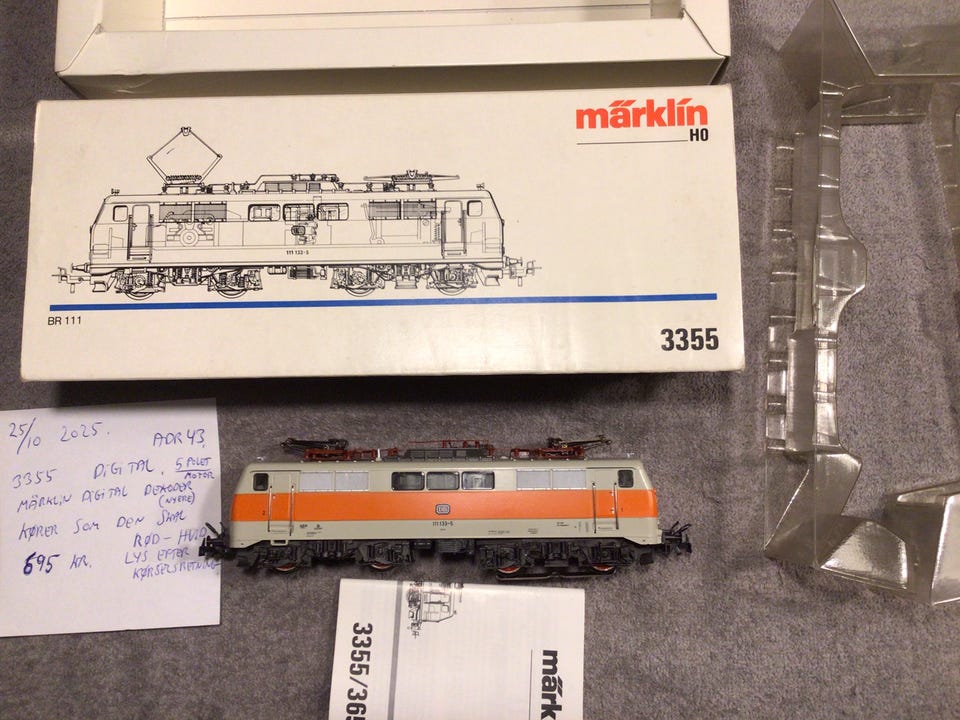 märklin
H0
111 133-5
BR 111
3355
25/10 2025. ADR 43.
3355 DIGITAL. 5 POLET MOTOR
MÄRKLIN DIGITAL DEKODER (NYERE)
KØRER SOM DEN SKAL
RØD - HVID
695 KR. LYS EFTER
KØRSELSRETNING
DB
111 133-5
3355/365
märk